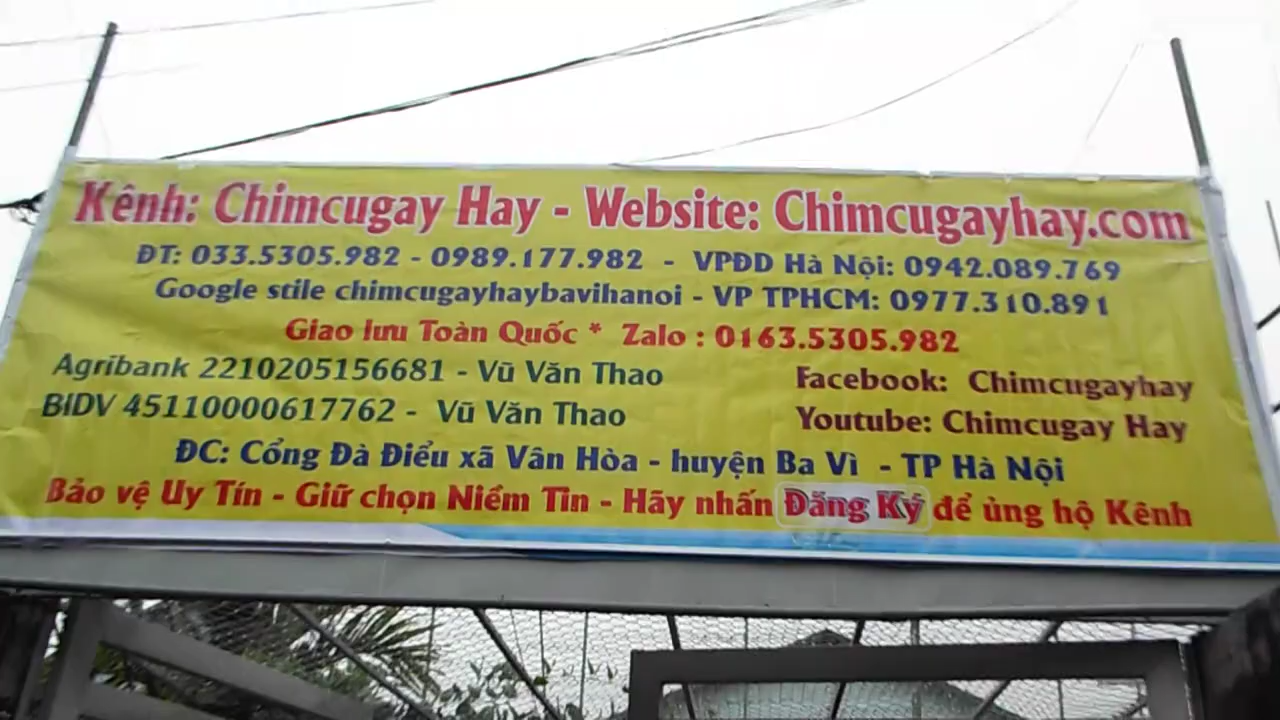 Kênh: Chimcugay Hay - Website: Chimcugayhay.com
ĐT: 033.5305.982 - 0989.177.982 - VPĐD Hà Nội: 0942.089.769
Google stile chimcugayhaybavihanoi - VP TPHCM: 0977.310.891
Giao lưu Toàn Quốc * Zalo : 0163.5305.982
Agribank 2210205156681 - Vũ Văn Thao
Facebook: Chimcugayhay
BIDV 45110000617762 - Vũ Văn Thao
Youtube: Chimcugay Hay
ĐC: Cổng Đà Điểu xã Vân Hòa - huyện Ba Vì - TP Hà Nội
Bảo vệ Uy Tín - Giữ chọn Niềm Tin - Hãy nhấn Đăng Ký để ủng hộ Kênh